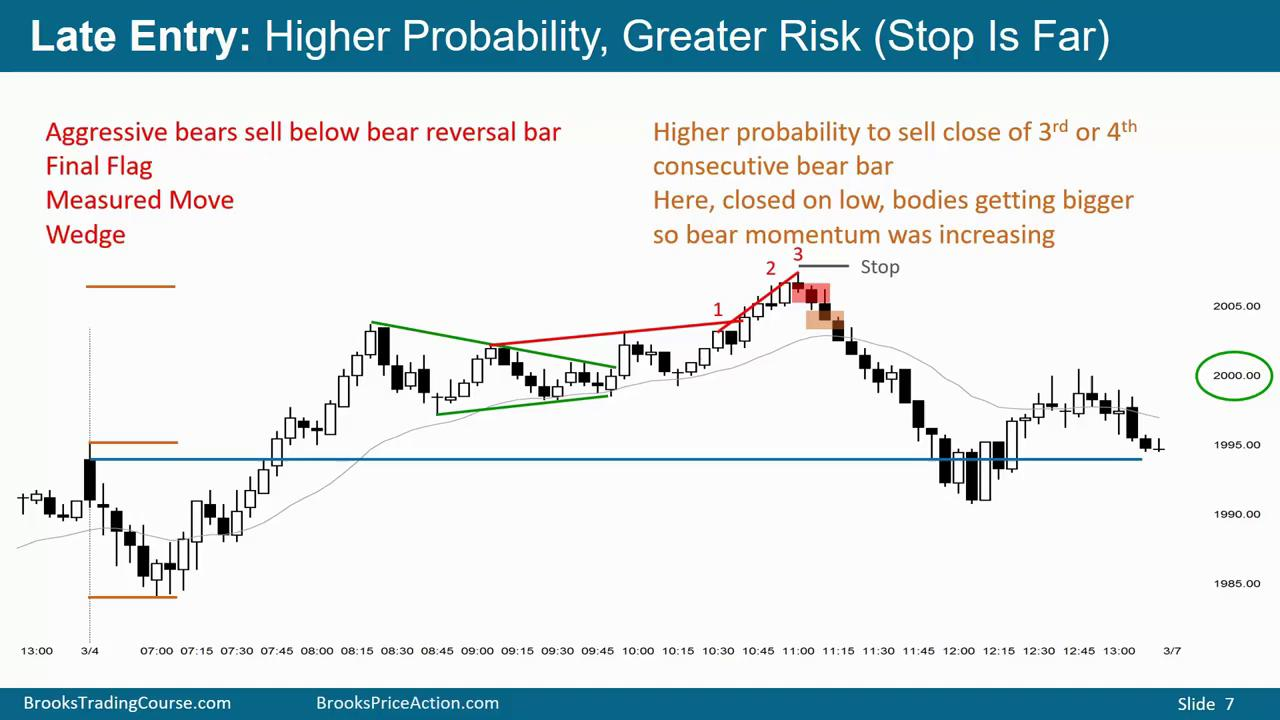 Late Entry: Higher Probability, Greater Risk (Stop Is Far)
Aggressive bears sell below bear reversal bar
Final Flag
Measured Move
Wedge
Higher probability to sell close of 3rd or 4th
consecutive bear bar
Here, closed on low, bodies getting bigger
so bear momentum was increasing
3
2
Stop
1
2005.00
2000.00
1995.00
1990.00
1985.00
13:00 3/4 07:00 07:15 07:30 07:45 08:00 08:15 08:30 08:45 09:00 09:15 09:30 09:45 10:00 10:15 10:30 10:45 11:00 11:15 11:30 11:45 12:00 12:15 12:30 12:45 13:00 3/7
BrooksTradingCourse.com BrooksPriceAction.com Slide 7